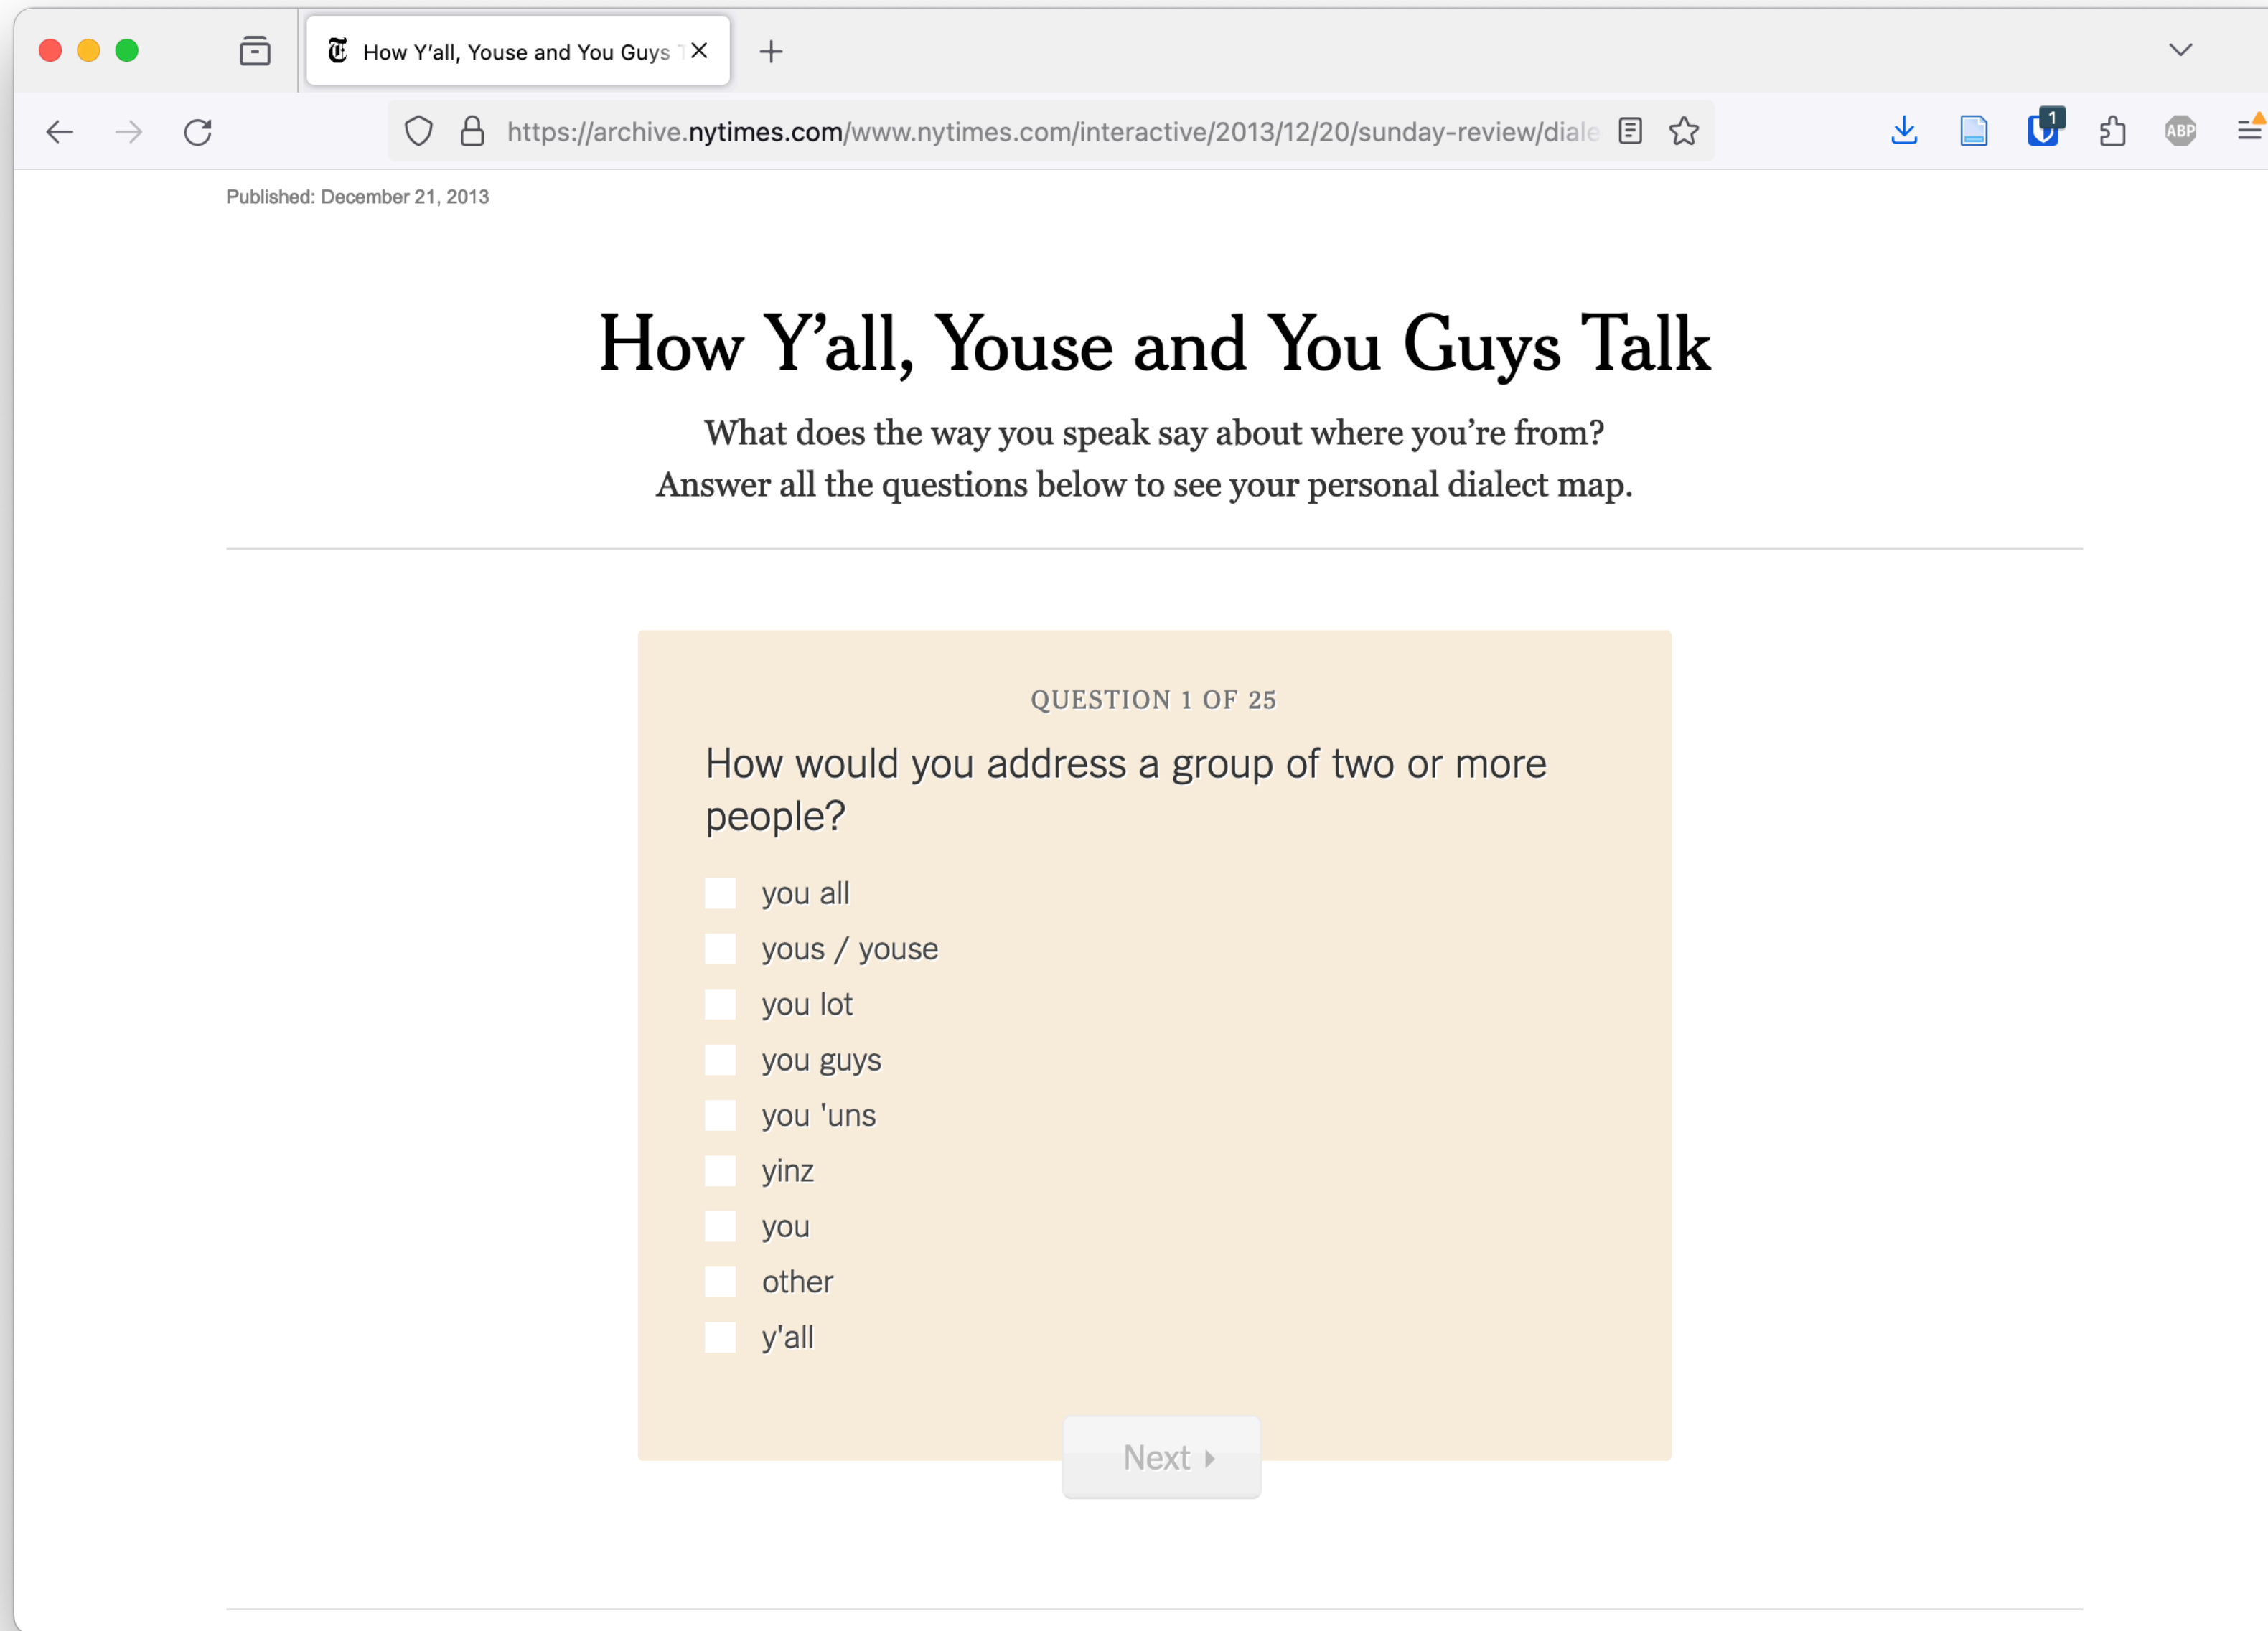 How Y’all, Youse and You Guys
https://archive.nytimes.com/www.nytimes.com/interactive/2013/12/20/sunday-review/diale
1
ABP
Published: December 21, 2013
How Y’all, Youse and You Guys Talk
What does the way you speak say about where you’re from?
Answer all the questions below to see your personal dialect map.
QUESTION 1 OF 25
How would you address a group of two or more
people?
you all
yous / youse
you lot
you guys
you 'uns
yinz
you
other
y'all
Next